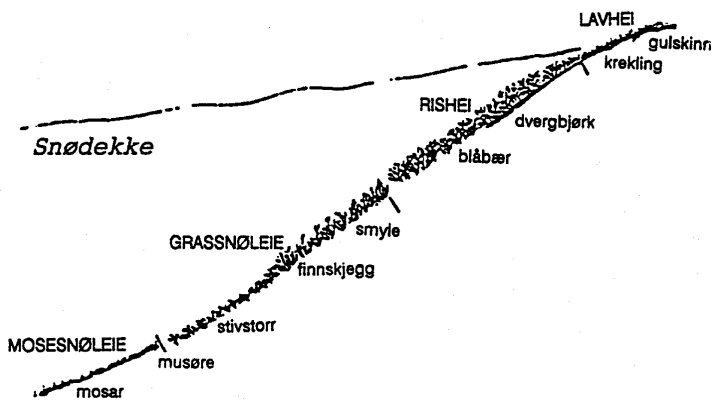 LAVHEI
gulskinn
krekling
RISHEI
dvergbjørk
Snødekke
blåbær
smyle
GRASSNØLEIE
finnskjegg
stivstorr
MOSESNØLEIE
musøre
mosar